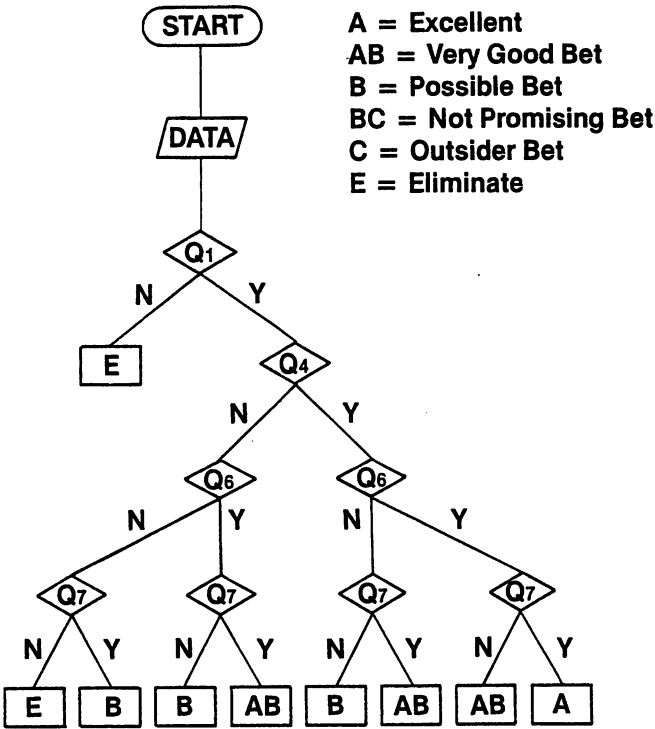 START
A = Excellent
AB = Very Good Bet
B = Possible Bet
BC = Not Promising Bet
C = Outsider Bet
E = Eliminate
DATA
Q1
N Y
E
Q4
N Y
Q6 Q6
N Y N Y
Q7 Q7 Q7 Q7
N Y N Y N Y N Y
E B B AB B AB AB A